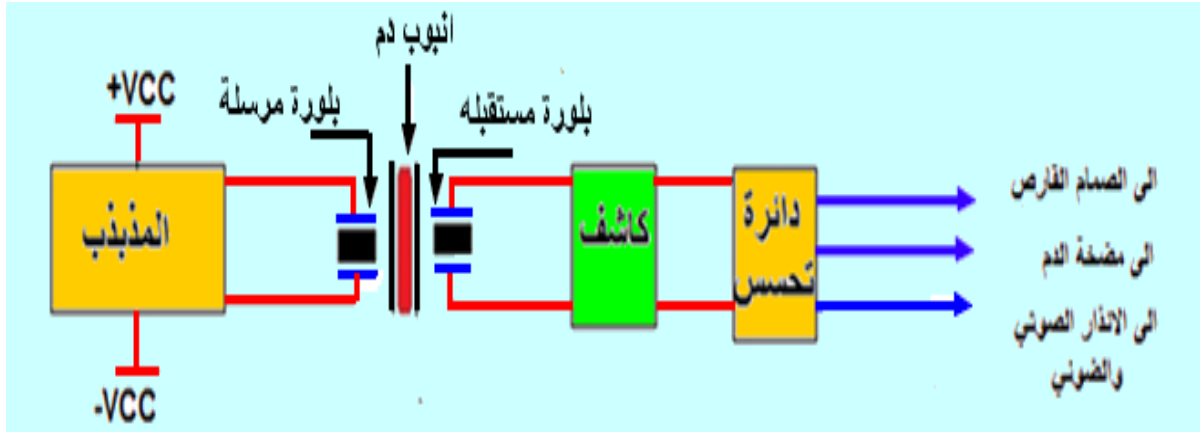 انبوب دم
+VCC
بلورة مرسلة
بلورة مستقبله
المذبذب
كاشف
دائرة
تحسس
الى الصمام القارص
الى مضخة الدم
الى الانذار الصوتي
والضوئي
-VCC